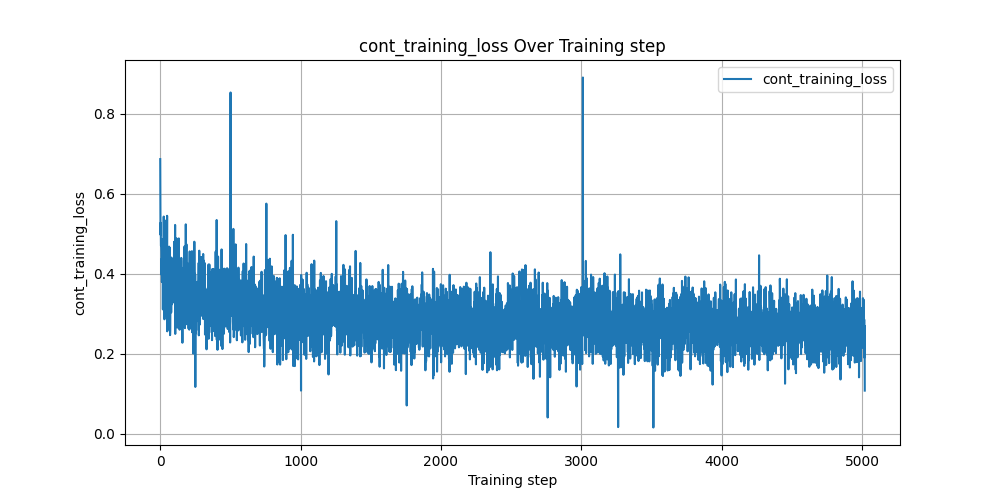 cont_training_loss Over Training step
cont_training_loss
cont_training_loss
0.8
0.6
0.4
0.2
0.0
0 1000 2000 3000 4000 5000
Training step